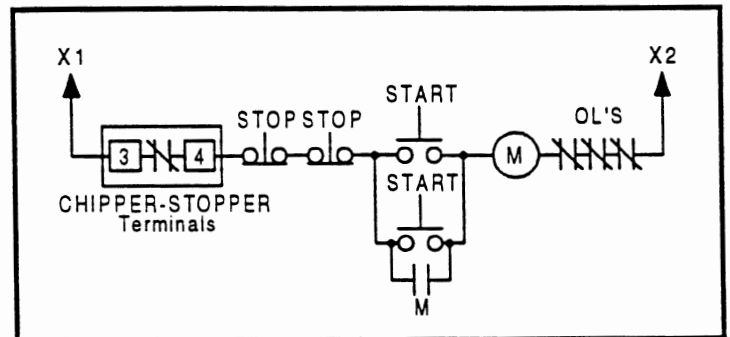 X1
X2
START
OL'S
STOP STOP
3
4
M
START
CHIPPER-STOPPER
Terminals
M